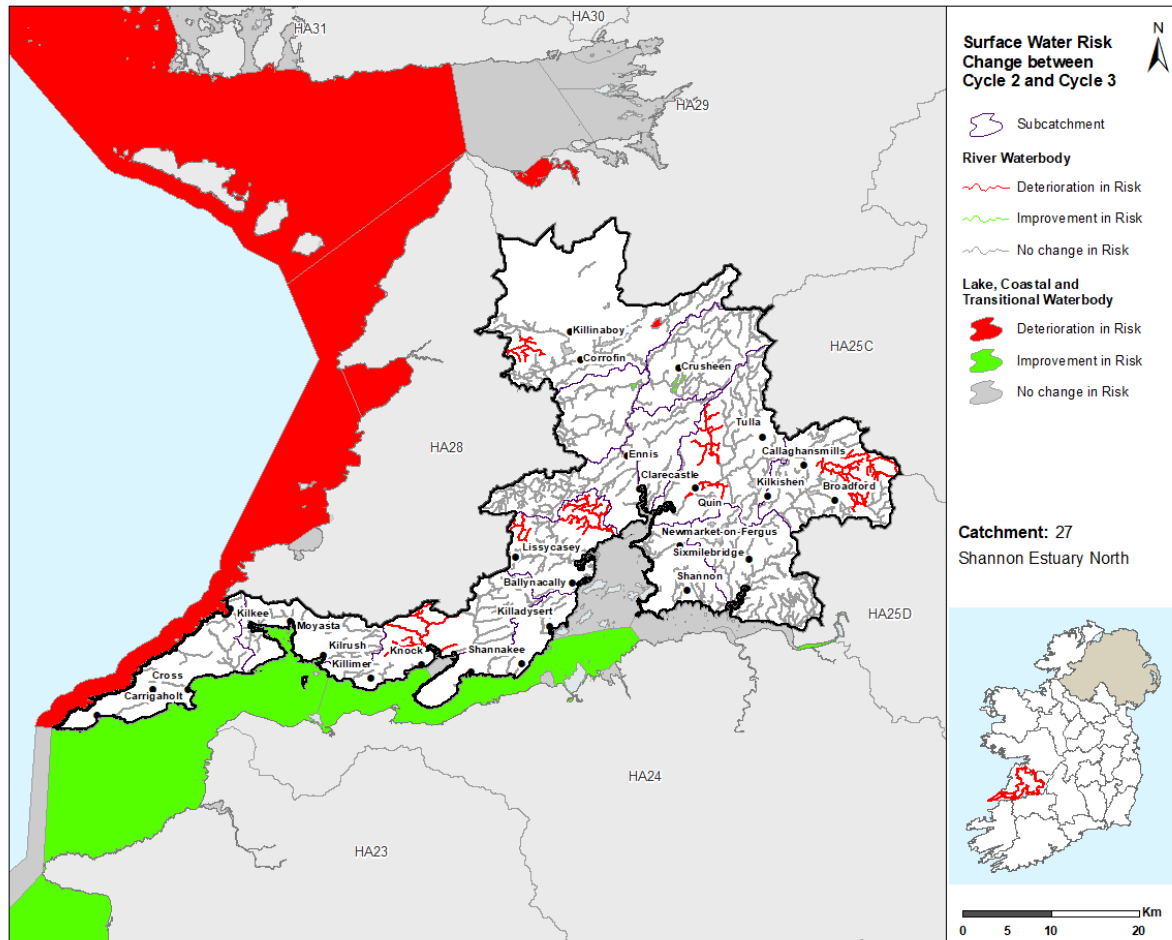 HA31
HA30
HA29
HA28
HA25C
HA25D
HA24
HA23
Killinaboy
Corrofin
Crusheen
Tulla
Ennis
Callaghansmills
Clarecastle
Kilkishen
Broadford
Quin
Newmarket-on-Fergus
Lissycasey
Sixmilebridge
Shannon
Ballynacally
Killadysert
Kilkee
Moyasta
Kilrush
Knock
Shannakee
Killimer
Cross
Carrigaholt
Surface Water Risk
Change between
Cycle 2 and Cycle 3
N
Subcatchment
River Waterbody
Deterioration in Risk
Improvement in Risk
No change in Risk
Lake, Coastal and
Transitional Waterbody
Deterioration in Risk
Improvement in Risk
No change in Risk
Catchment: 27
Shannon Estuary North
Km
0 5 10 20